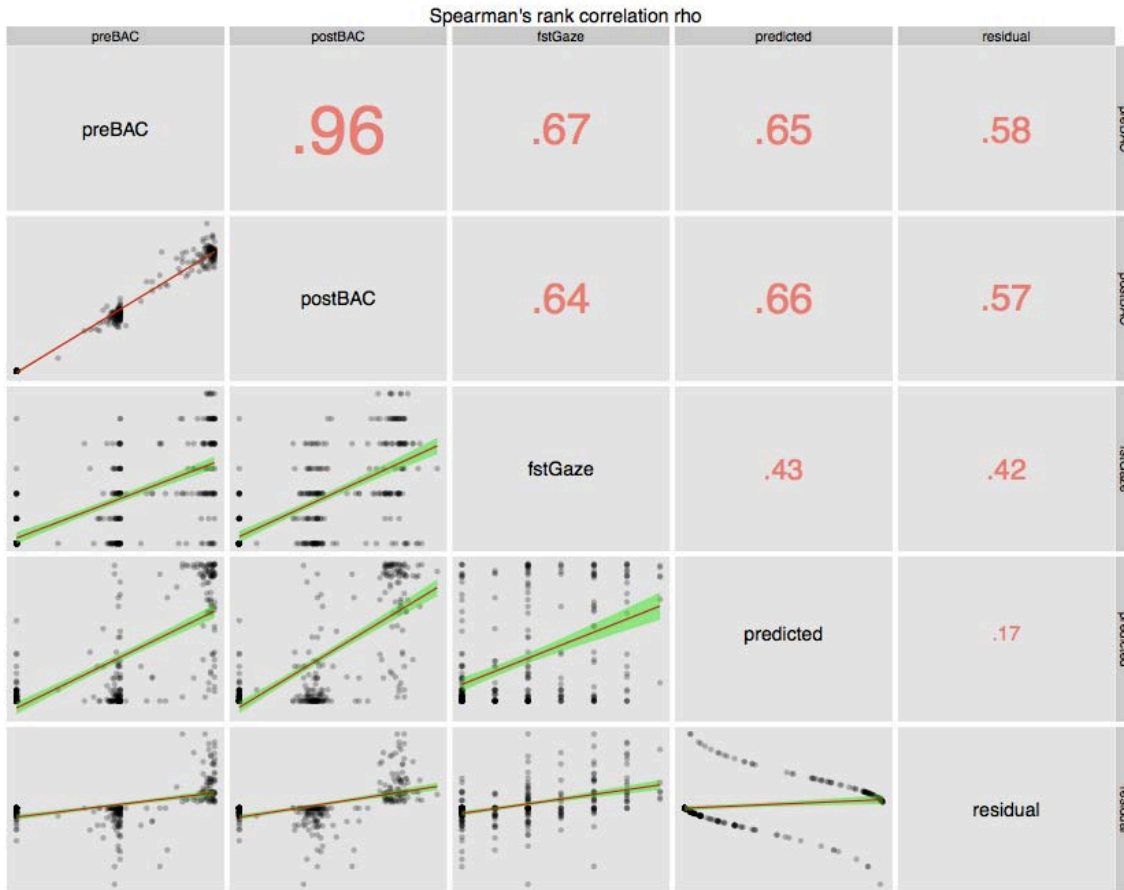 Spearman's rank correlation rho
preBAC postBAC fstGaze predicted residual
preBAC .96 .67 .65 .58
postBAC .64 .66 .57
fstGaze .43 .42
predicted .17
residual